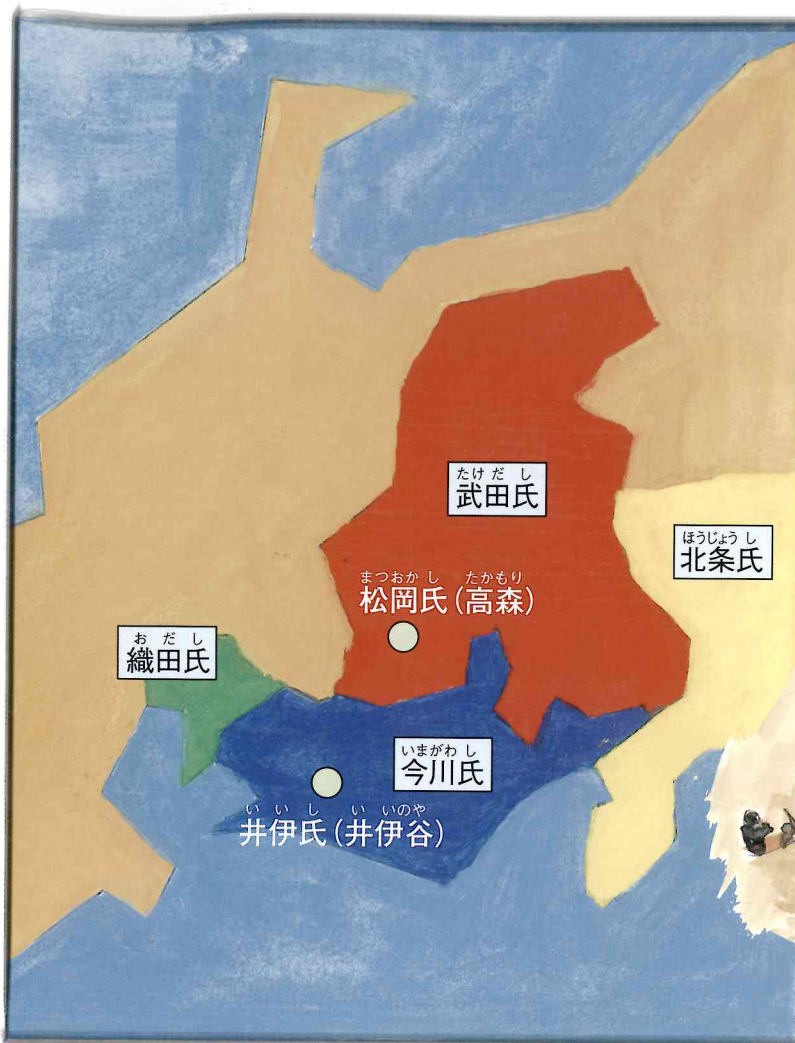 たけだし
武田氏
ほうじょうし
北条氏
まつおかし たかもり
松岡氏(高森)
おだし
織田氏
いまがわし
今川氏
いいし いいのや
井伊氏(井伊谷)